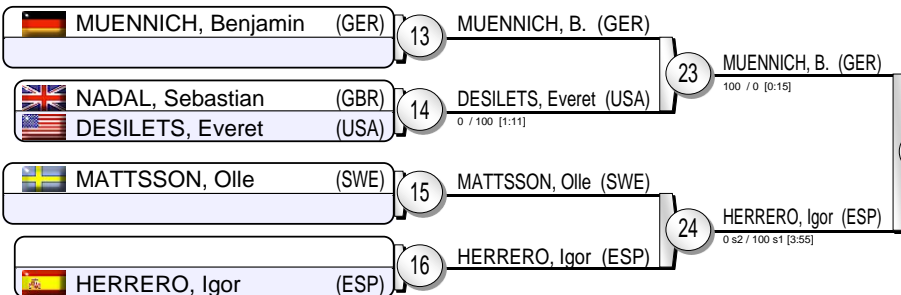 MUENNICH, Benjamin (GER)
13
MUENNICH, B. (GER)
23
MUENNICH, B. (GER)
100 / 0 [0:15]
NADAL, Sebastian (GBR)
DESILETS, Everet (USA)
14
DESILETS, Everet (USA)
0 / 100 [1:11]
MATTSSON, Olle (SWE)
15
MATTSSON, Olle (SWE)
24
HERRERO, Igor (ESP)
0 s2 / 100 s1 [3:55]
16
HERRERO, Igor (ESP)
HERRERO, Igor (ESP)